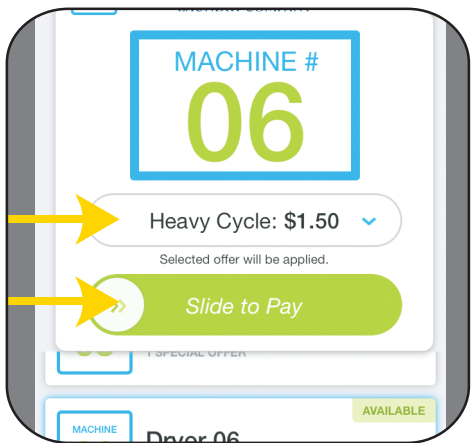 MACHINE #
06
Heavy Cycle: $1.50
Selected offer will be applied.
Slide to Pay
1 SPECIAL OFFER
AVAILABLE
MACHINE
Dryer 06